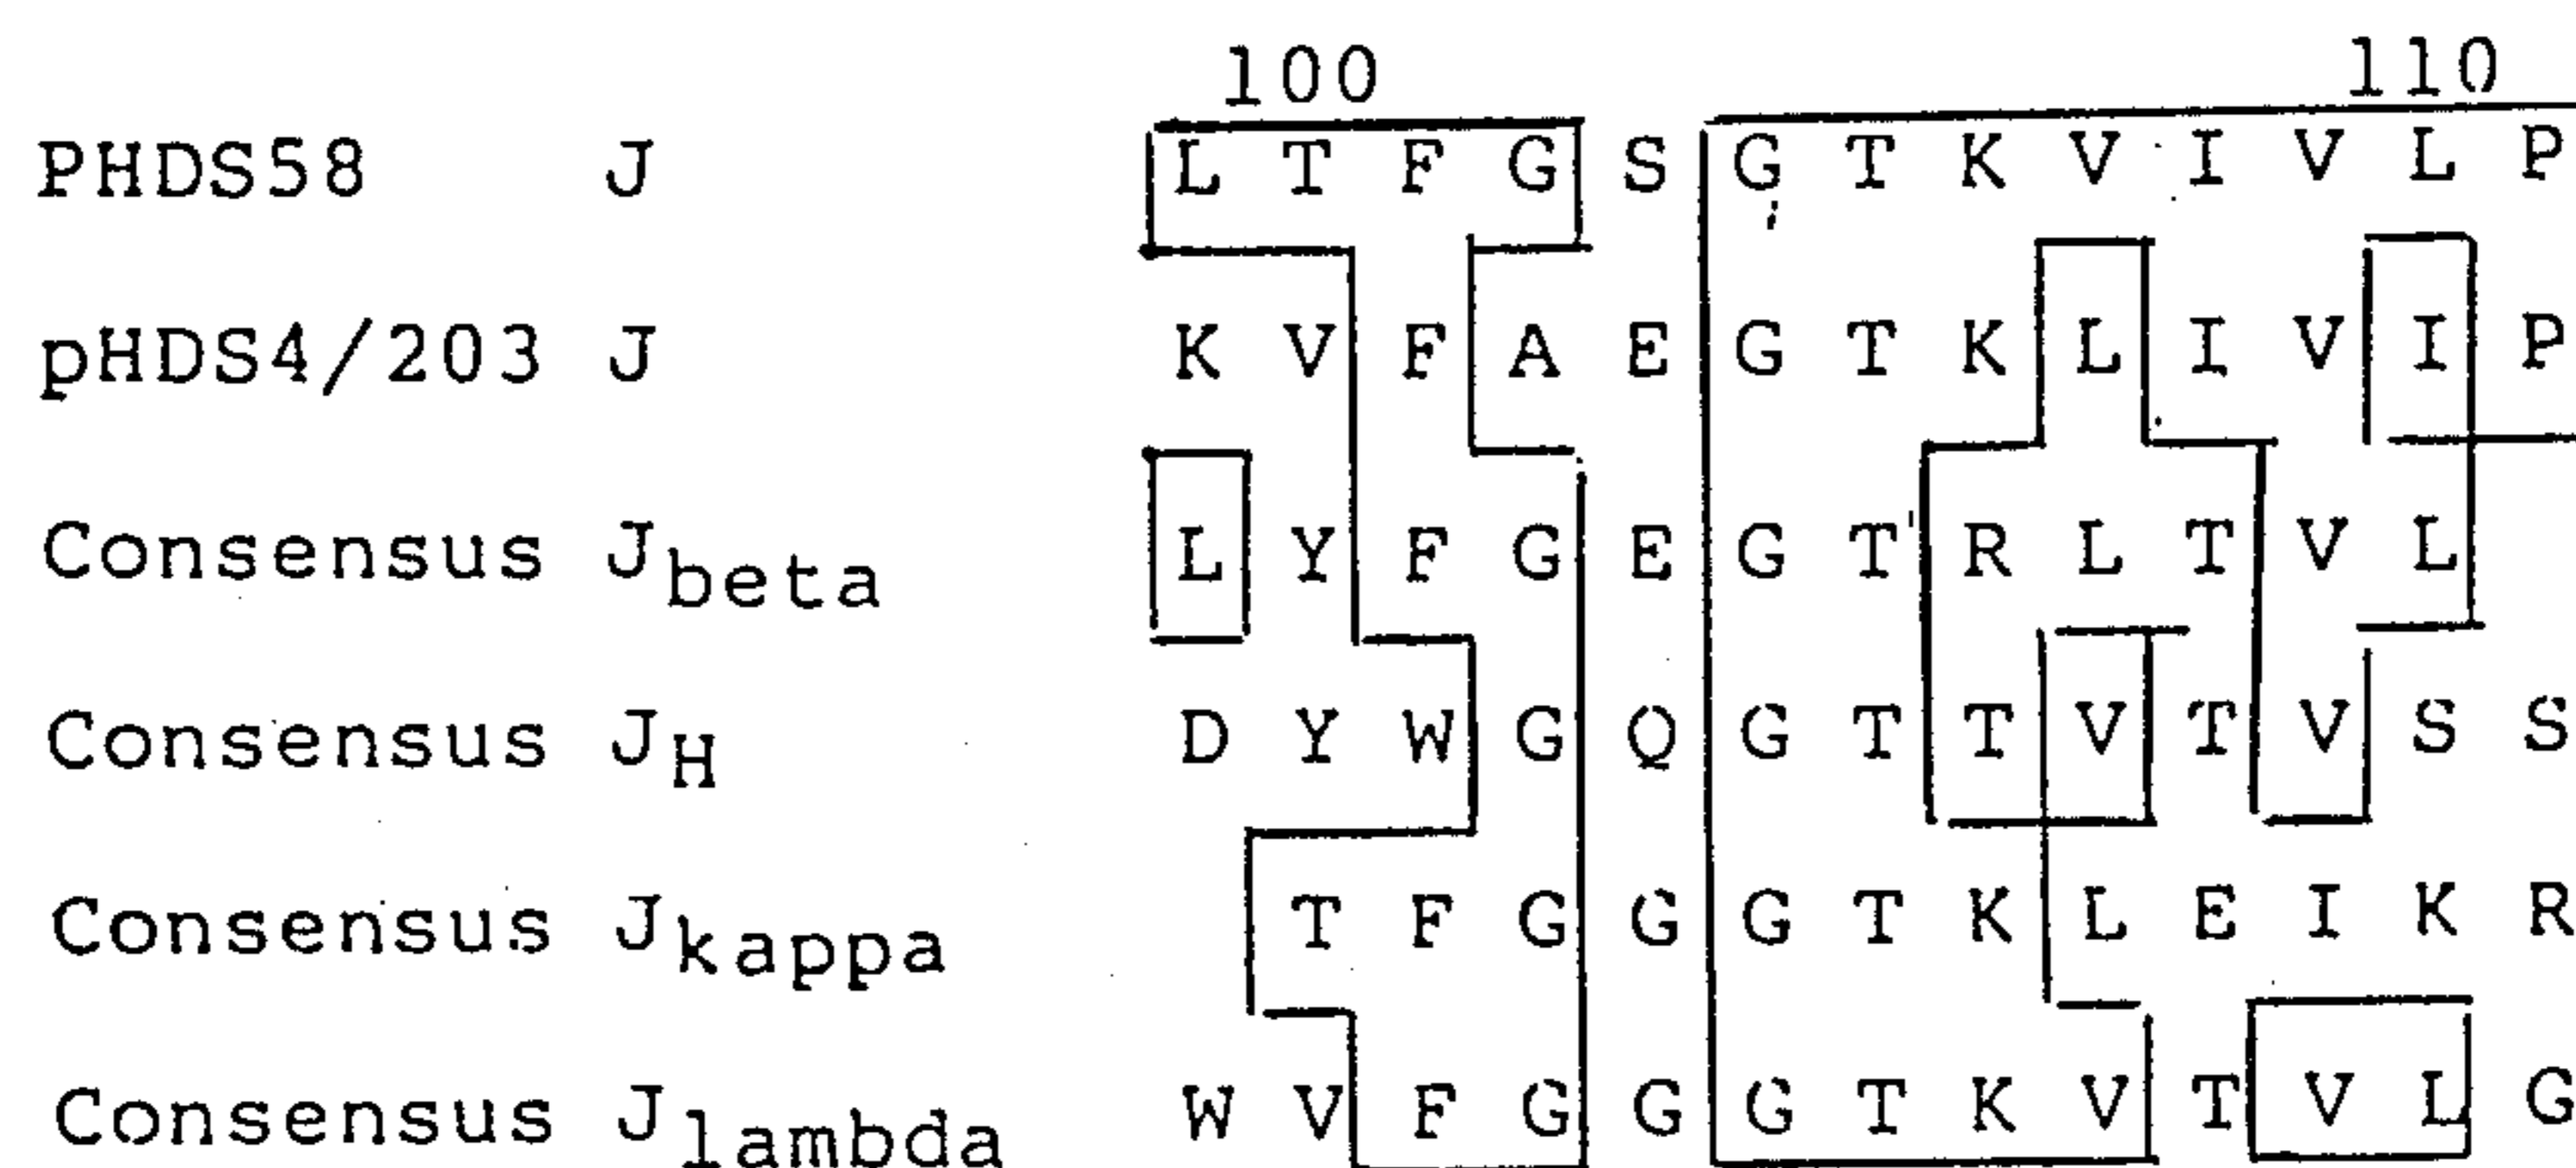 100 110
PHDS58 J L T F G S G T K V I V L P
pHDS4/203 J K V F A E G T K L I V I P
Consensus Jbeta L Y F G E G T R L T V L
Consensus JH D Y W G Q G T T V T V S S
Consensus Jkappa T F G G G T K L E I K R
Consensus Jlambda W V F G G G T K V T V L G